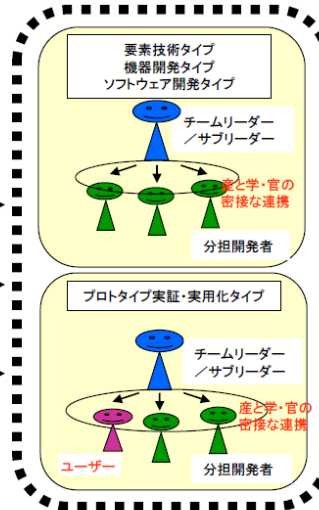 要素技術タイプ
機器開発タイプ
ソフトウェア開発タイプ
チームリーダー
／サブリーダー
産と学・官の
密接な連携
分担開発者
プロトタイプ実証・実用化タイプ
チームリーダー
／サブリーダー
産と学・官の
密接な連携
ユーザー
分担開発者